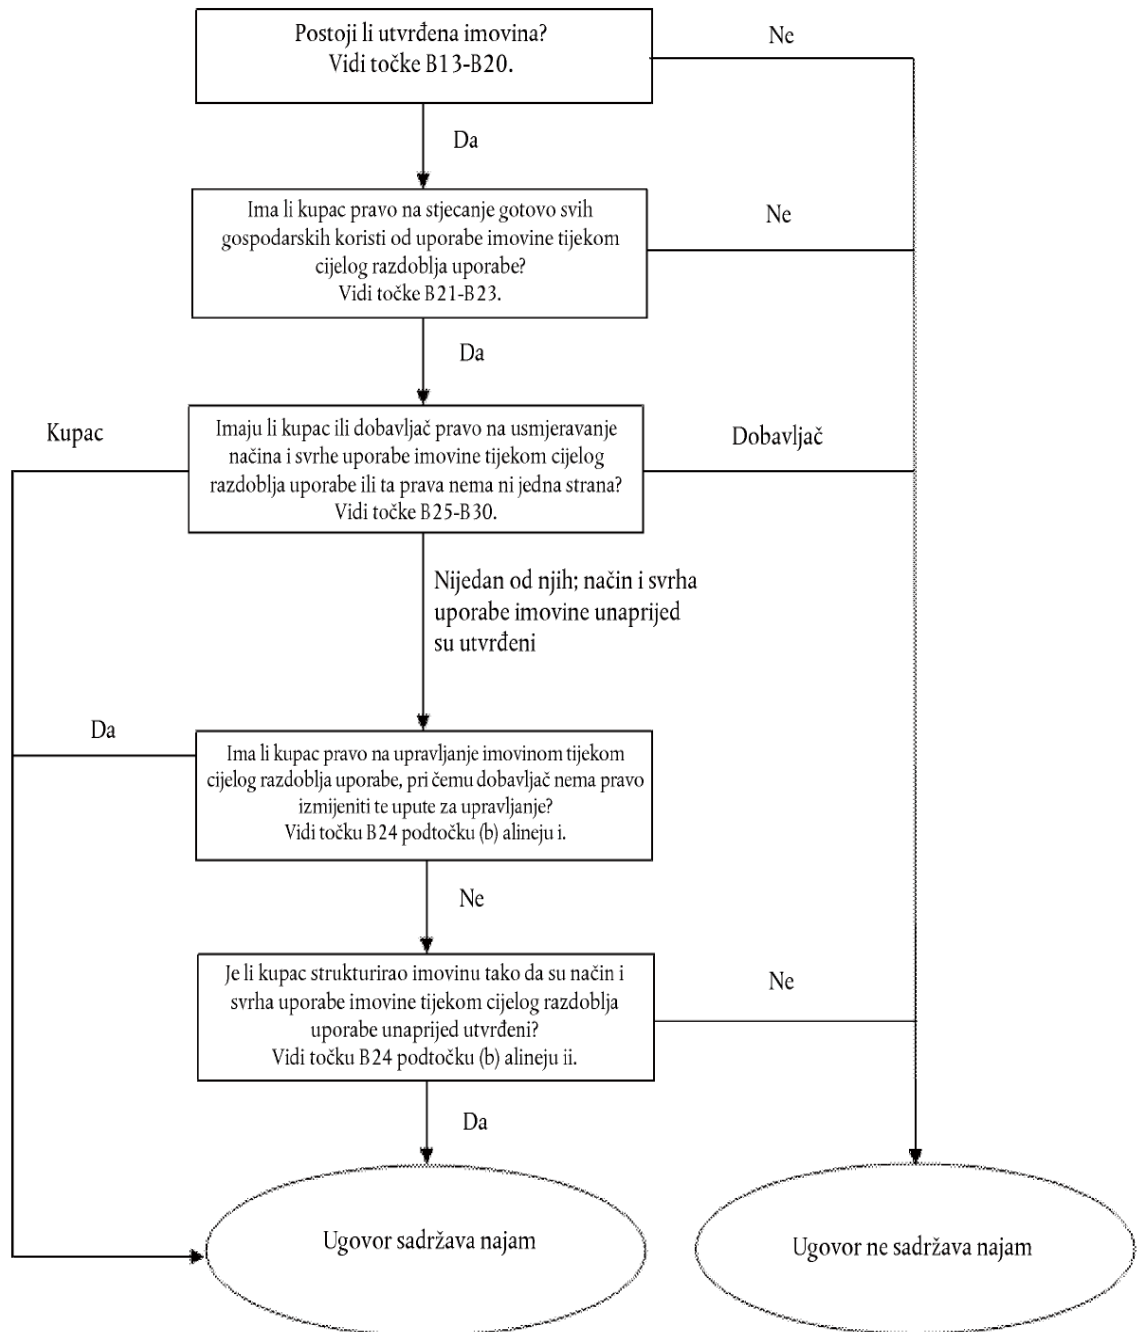 Postoji li utvrđena imovina?
Vidi točke B13-B20.
Ne
Da
Ima li kupac pravo na stjecanje gotovo svih
gospodarskih koristi od uporabe imovine tijekom
cijelog razdoblja uporabe?
Vidi točke B21-B23.
Ne
Da
Kupac
Imaju li kupac ili dobavljač pravo na usmjeravanje
načina i svrhe uporabe imovine tijekom cijelog
razdoblja uporabe ili ta prava nema ni jedna strana?
Vidi točke B25-B30.
Dobavljač
Nijedan od njih; način i svrha
uporabe imovine unaprijed
su utvrđeni
Da
Ima li kupac pravo na upravljanje imovinom tijekom
cijelog razdoblja uporabe, pri čemu dobavljač nema pravo
izmijeniti te upute za upravljanje?
Vidi točku B24 podtočku (b) alineju i.
Ne
Je li kupac strukturirao imovinu tako da su način i
svrha uporabe imovine tijekom cijelog razdoblja
uporabe unaprijed utvrđeni?
Vidi točku B24 podtočku (b) alineju ii.
Ne
Da
Ugovor sadržava najam
Ugovor ne sadržava najam